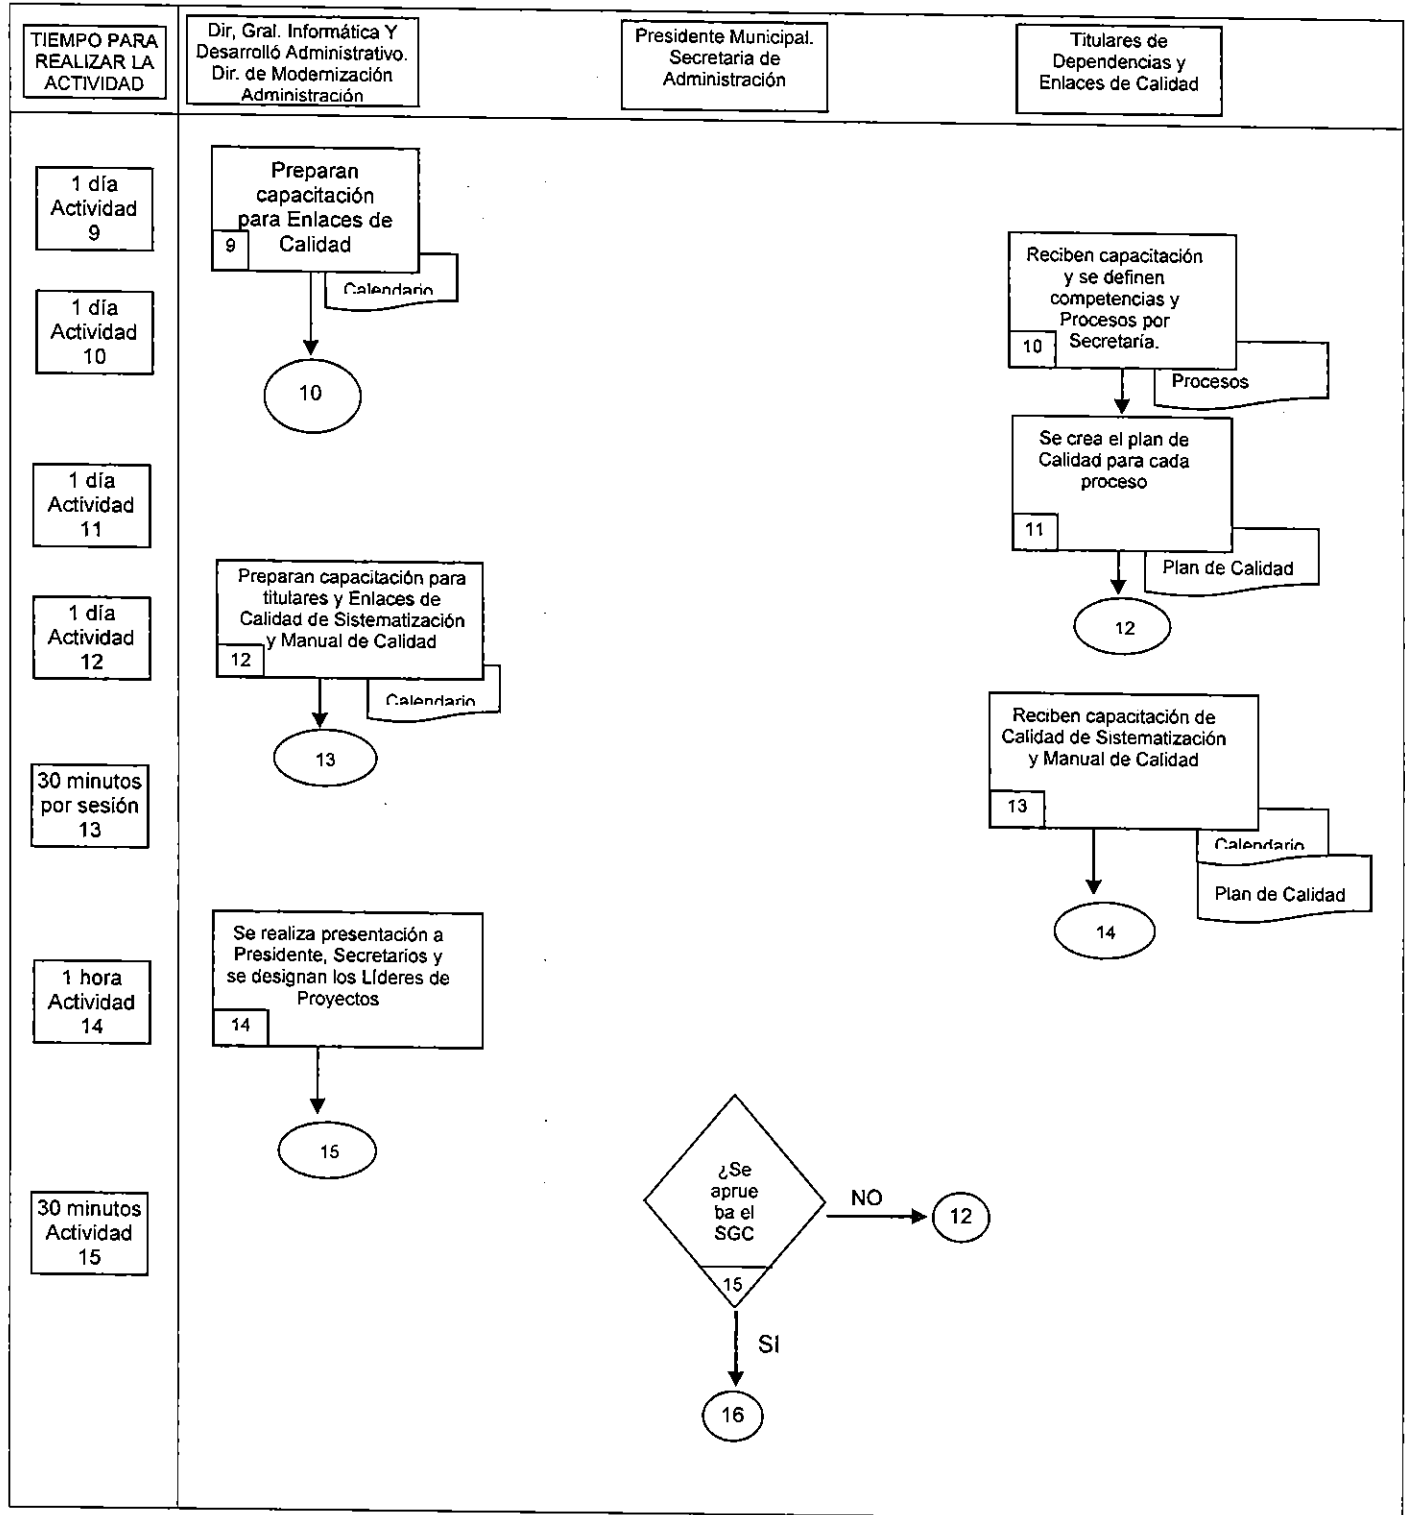 TIEMPO PARA
REALIZAR LA
ACTIVIDAD
Dir, Gral. Informática Y
Desarrolló Administrativo.
Dir. de Modernización
Administración
Presidente Municipal.
Secretaria de
Administración
Titulares de
Dependencias y
Enlaces de Calidad
1 día
Actividad
9
Preparan
capacitación
para Enlaces de
Calidad
9
Calendario
10
1 día
Actividad
10
Reciben capacitación
y se definen
competencias y
Procesos por
Secretaría.
10
Procesos
1 día
Actividad
11
Se crea el plan de
Calidad para cada
proceso
11
Plan de Calidad
12
1 día
Actividad
12
Preparan capacitación para
titulares y Enlaces de
Calidad de Sistematización
y Manual de Calidad
12
Calendario
13
30 minutos
por sesión
13
Reciben capacitación de
Calidad de Sistematización
y Manual de Calidad
13
Calendario
Plan de Calidad
14
1 hora
Actividad
14
Se realiza presentación a
Presidente, Secretarios y
se designan los Líderes de
Proyectos
14
15
30 minutos
Actividad
15
¿Se
aprue
ba el
SGC
15
NO
12
SI
16